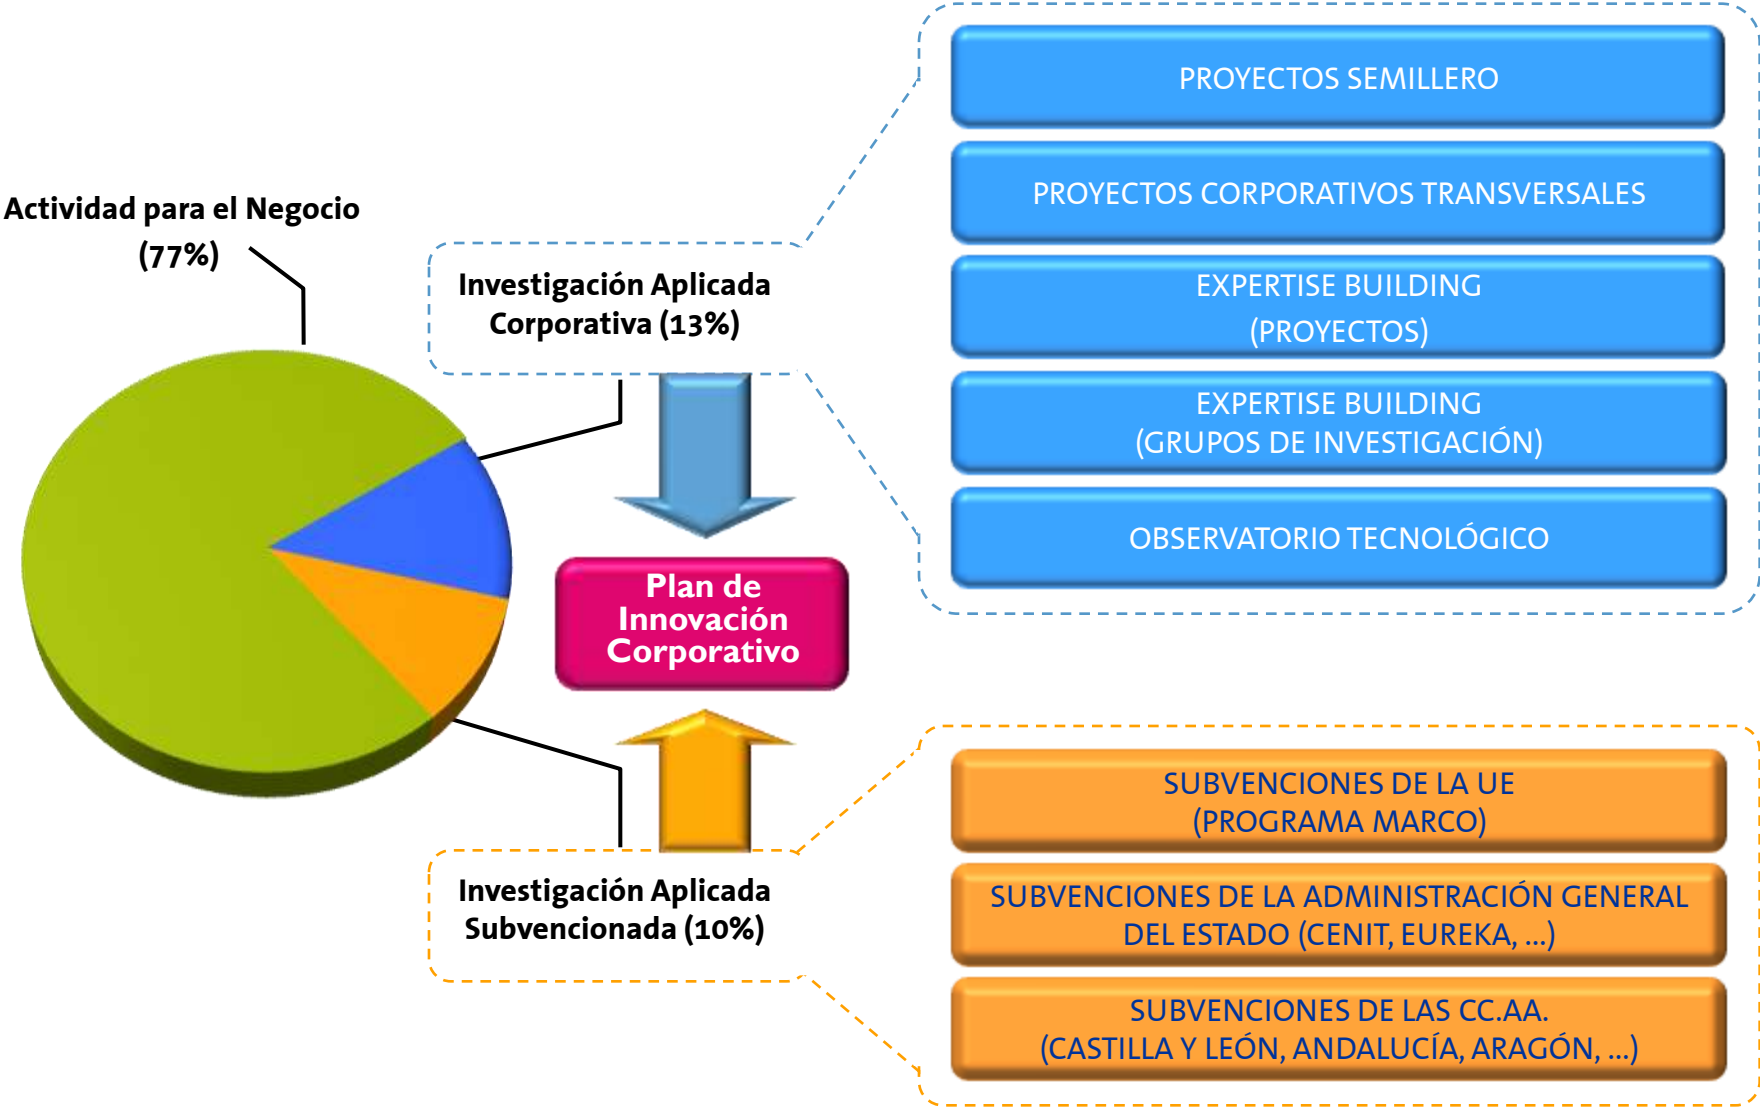 Actividad para el Negocio
(77%)
Investigación Aplicada
Corporativa (13%)
Plan de
Innovación
Corporativo
Investigación Aplicada
Subvencionada (10%)
PROYECTOS SEMILLERO
PROYECTOS CORPORATIVOS TRANSVERSALES
EXPERTISE BUILDING
(PROYECTOS)
EXPERTISE BUILDING
(GRUPOS DE INVESTIGACIÓN)
OBSERVATORIO TECNOLÓGICO
SUBVENCIONES DE LA UE
(PROGRAMA MARCO)
SUBVENCIONES DE LA ADMINISTRACIÓN GENERAL
DEL ESTADO (CENIT, EUREKA, ...)
SUBVENCIONES DE LAS CC.AA.
(CASTILLA Y LEÓN, ANDALUCÍA, ARAGÓN, ...)